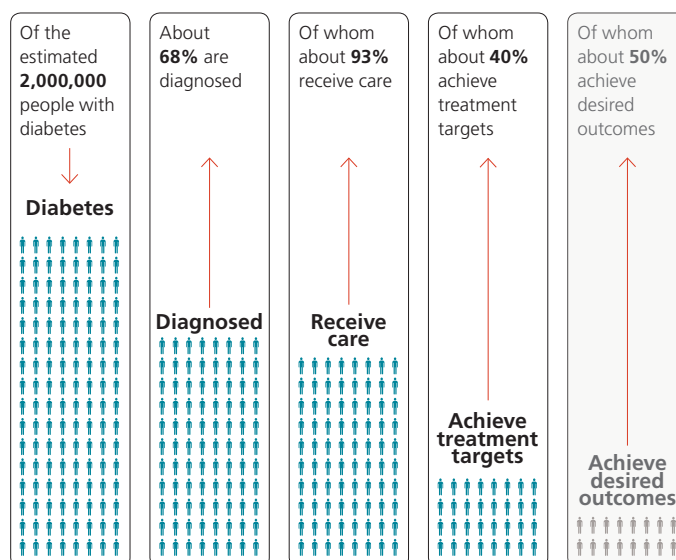 Of the
estimated
2,000,000
people with
diabetes
Diabetes
About
68% are
diagnosed
Diagnosed
Of whom
about 93%
receive care
Receive
care
Of whom
about 40%
achieve
treatment
targets
Achieve
treatment
targets
Of whom
about 50%
achieve
desired
outcomes
Achieve
desired
outcomes